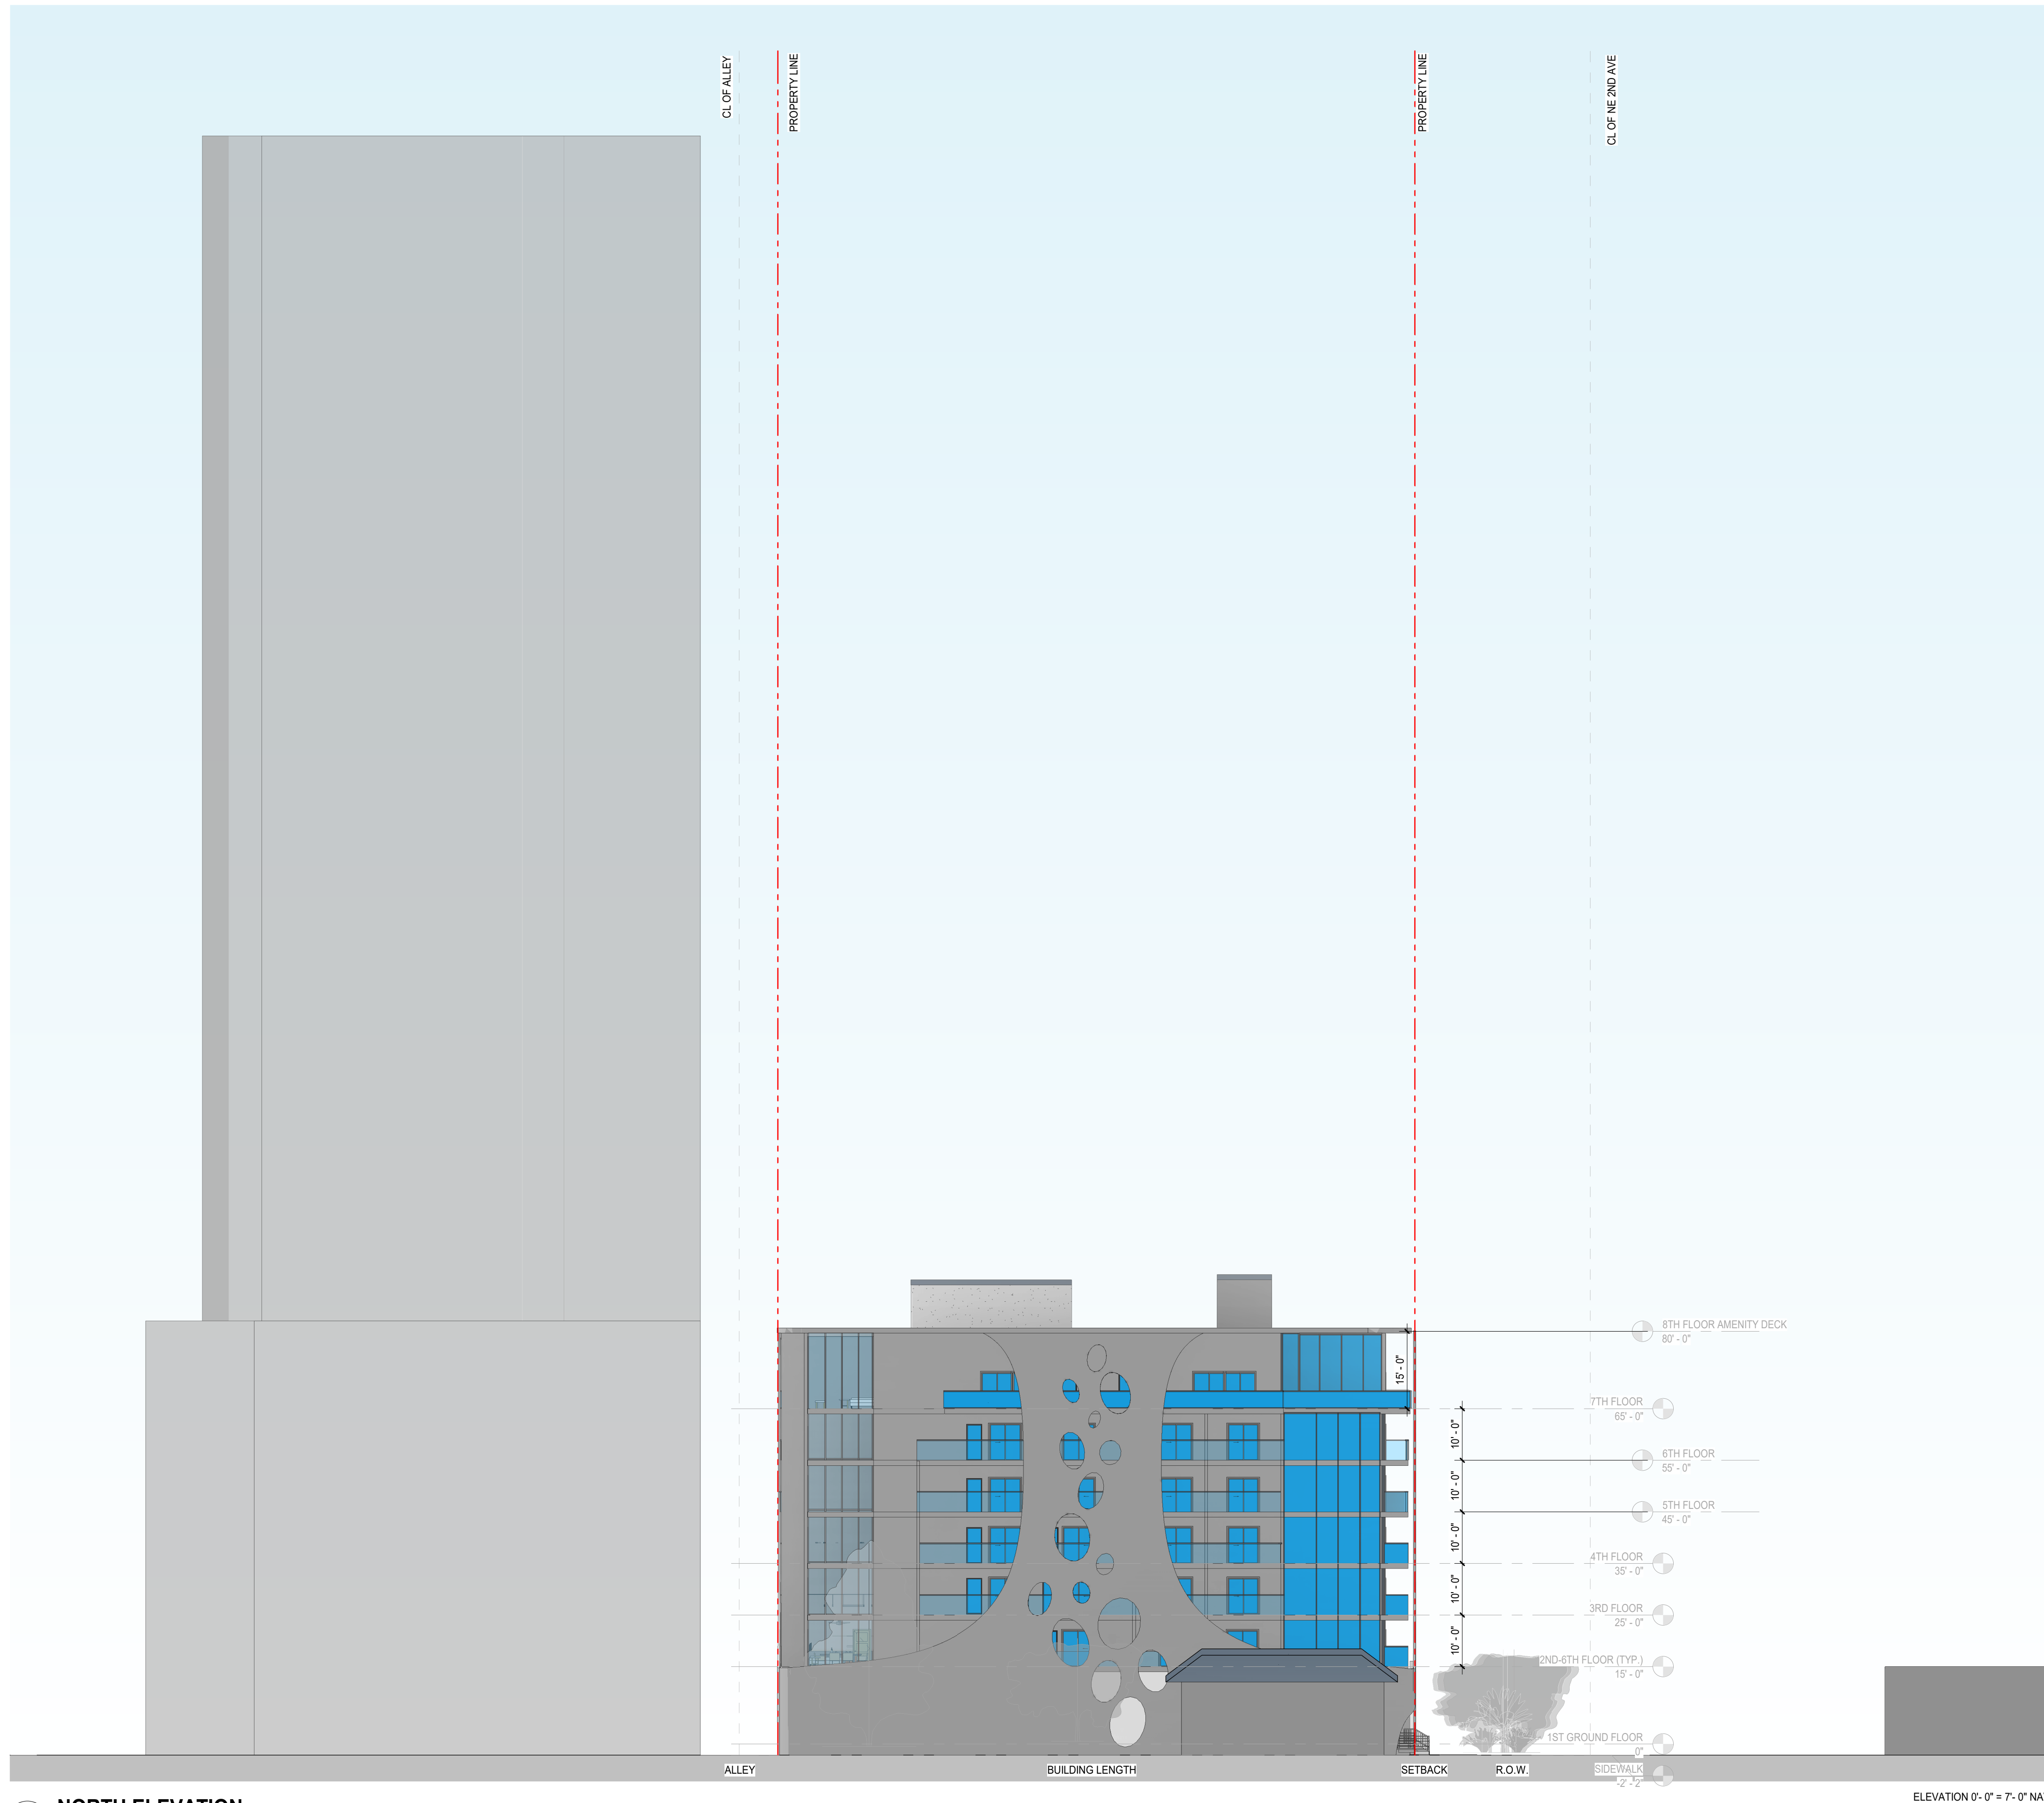 CL OF ALLEY
PROPERTY LINE
PROPERTY LINE
CL OF NE 2ND AVE
8TH FLOOR AMENITY DECK
80' - 0"
15' - 0"
7TH FLOOR
65' - 0"
10' - 0"
6TH FLOOR
55' - 0"
10' - 0"
5TH FLOOR
45' - 0"
10' - 0"
4TH FLOOR
35' - 0"
10' - 0"
3RD FLOOR
25' - 0"
10' - 0"
2ND-6TH FLOOR (TYP.)
15' - 0"
1ST GROUND FLOOR
0"
ALLEY
BUILDING LENGTH
SETBACK
R.O.W.
SIDEWALK
-2' - 2"
NORTH ELEVATION
ELEVATION 0'- 0" = 7'- 0" NA